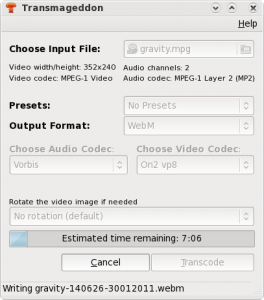 Transmageddon
Help
Choose Input File: gravity.mpg
Video width/height: 352x240 Audio channels: 2
Video codec: MPEG-1 Video Audio codec: MPEG-1 Layer 2 (MP2)
Presets: No Presets
Output Format: WebM
Choose Audio Codec: Choose Video Codec:
Vorbis On2 vp8
Rotate the video image if needed
No rotation (default)
Estimated time remaining: 7:06
Cancel Transcode
Writing gravity-140626-30012011.webm